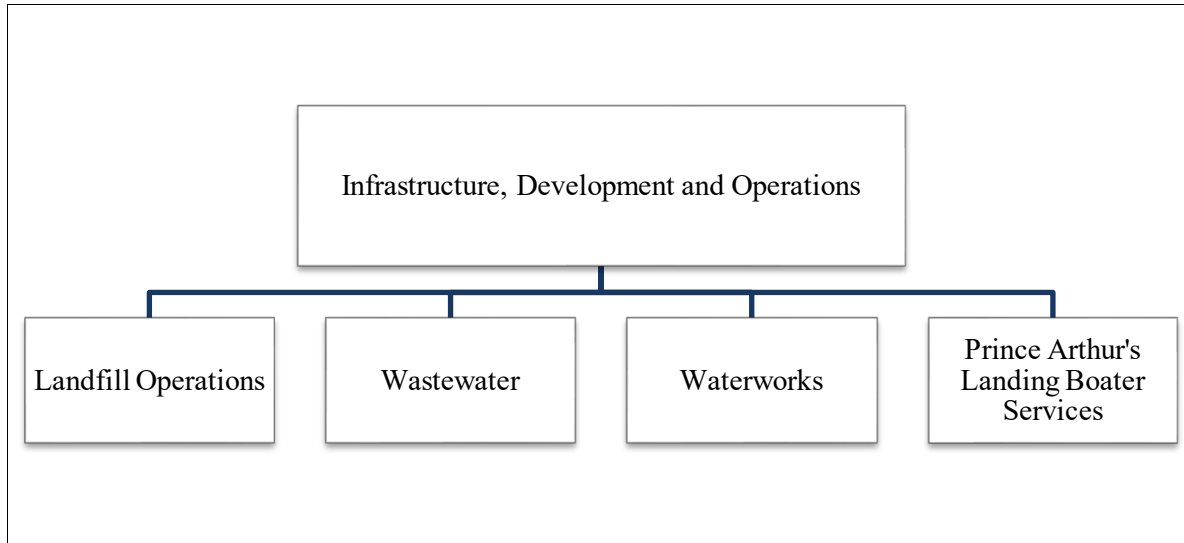 Infrastructure, Development and Operations
Landfill Operations
Wastewater
Waterworks
Prince Arthur's
Landing Boater
Services